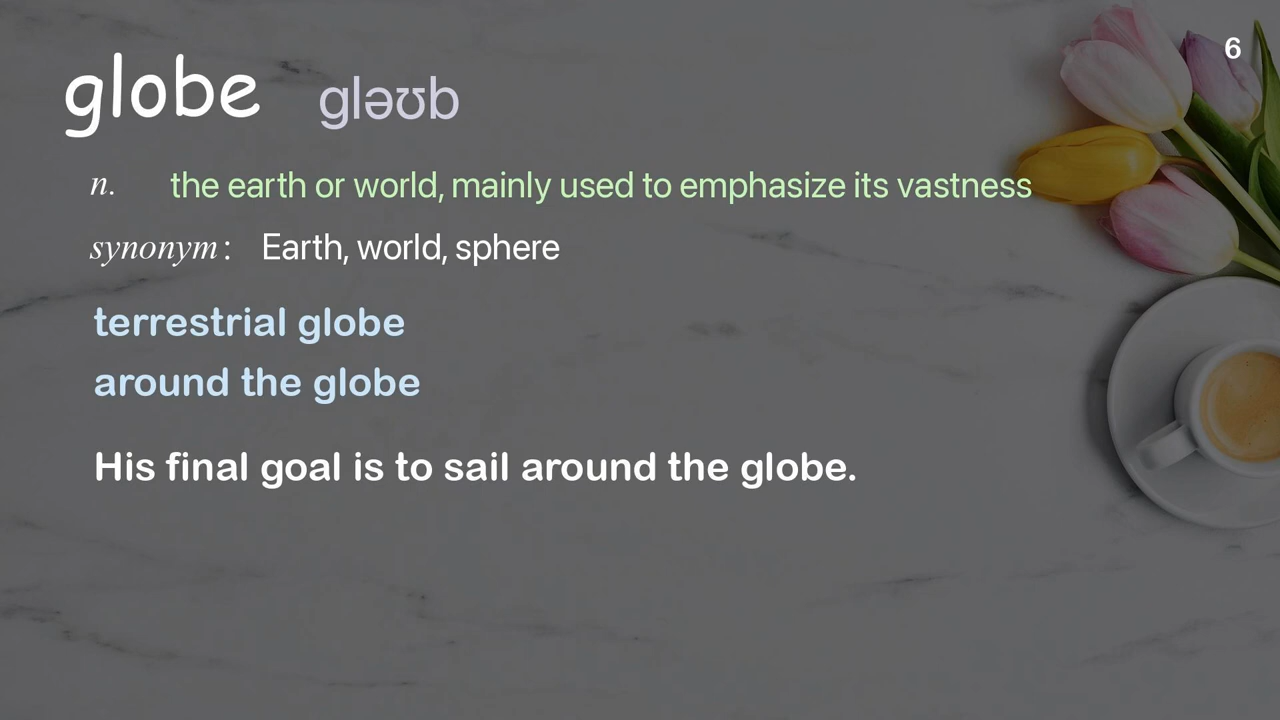 6
globe gləʊb
n. the earth or world, mainly used to emphasize its vastness
synonym: Earth, world, sphere
terrestrial globe
around the globe
His final goal is to sail around the globe.